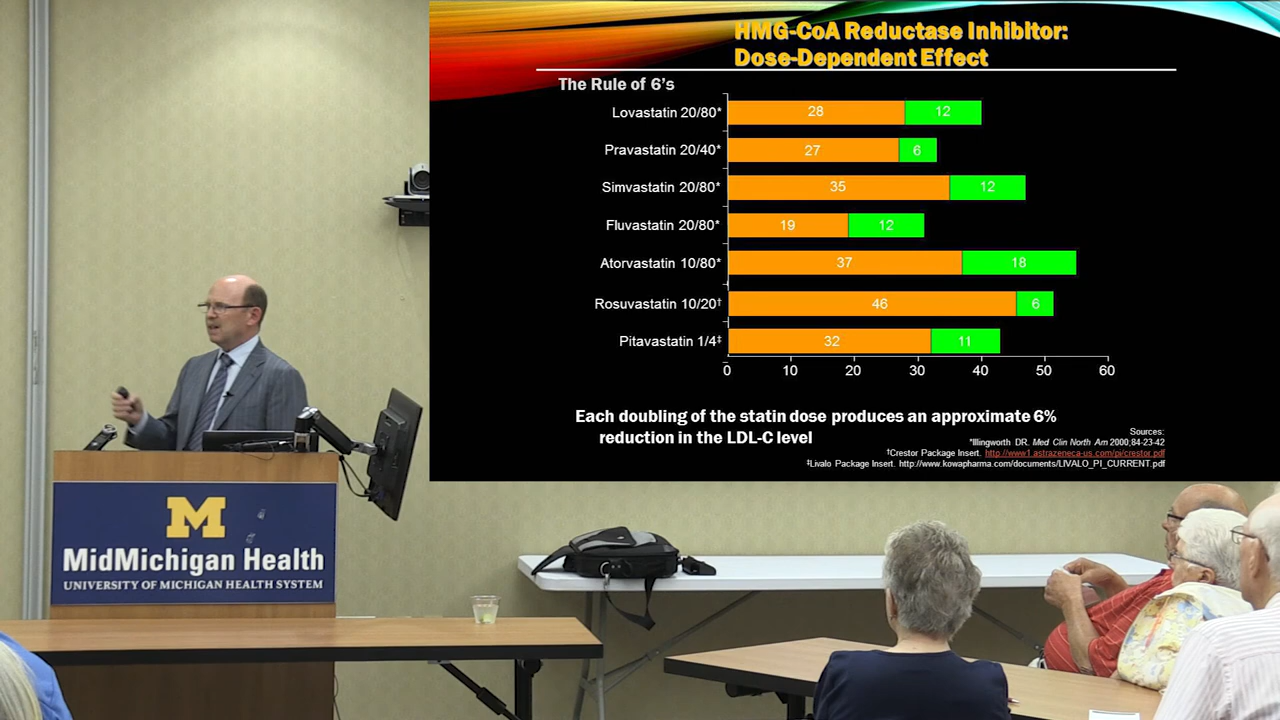 HMG-CoA Reductase Inhibitor:
Dose-Dependent Effect
The Rule of 6's
Lovastatin 20/80* 28 12
Pravastatin 20/40* 27 6
Simvastatin 20/80* 35 12
Fluvastatin 20/80* 19 12
Atorvastatin 10/80* 37 18
Rosuvastatin 10/20† 46 6
Pitavastatin 1/4‡ 32 11
0 10 20 30 40 50 60
Each doubling of the statin dose produces an approximate 6%
reduction in the LDL-C level
Sources:
*Illingworth DR. Med Clin North Am 2000;84-23-42
†Crestor Package Insert. http://www1.astrazeneca-us.com/pi/crestor.pdf
‡Livalo Package Insert. http://www.kowapharma.com/documents/LIVALO_PI_CURRENT.pdf
M
MidMichigan Health
UNIVERSITY OF MICHIGAN HEALTH SYSTEM